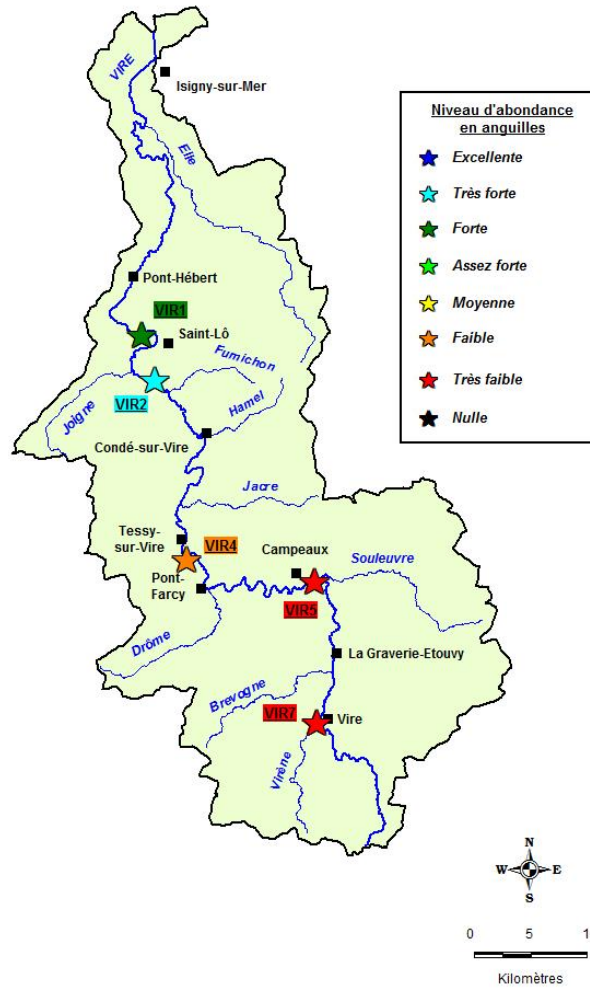 VIRE
Isigny-sur-Mer
Elle
Pont-Hébert
VIR1
Saint-Lô
Fumichon
VIR2
Joigne
Hamel
Condé-sur-Vire
Jacre
Tessy-
sur-Vire
VIR4
Campeaux
Souleuvre
Pont-
Farcy
VIR5
Drôme
La Graverie-Etouvy
Brevogne
VIR7
Vire
Virène
Niveau d'abondance
en anguilles
Excellente
Très forte
Forte
Assez forte
Moyenne
Faible
Très faible
Nulle
N
W E
S
0 5 1
Kilomètres